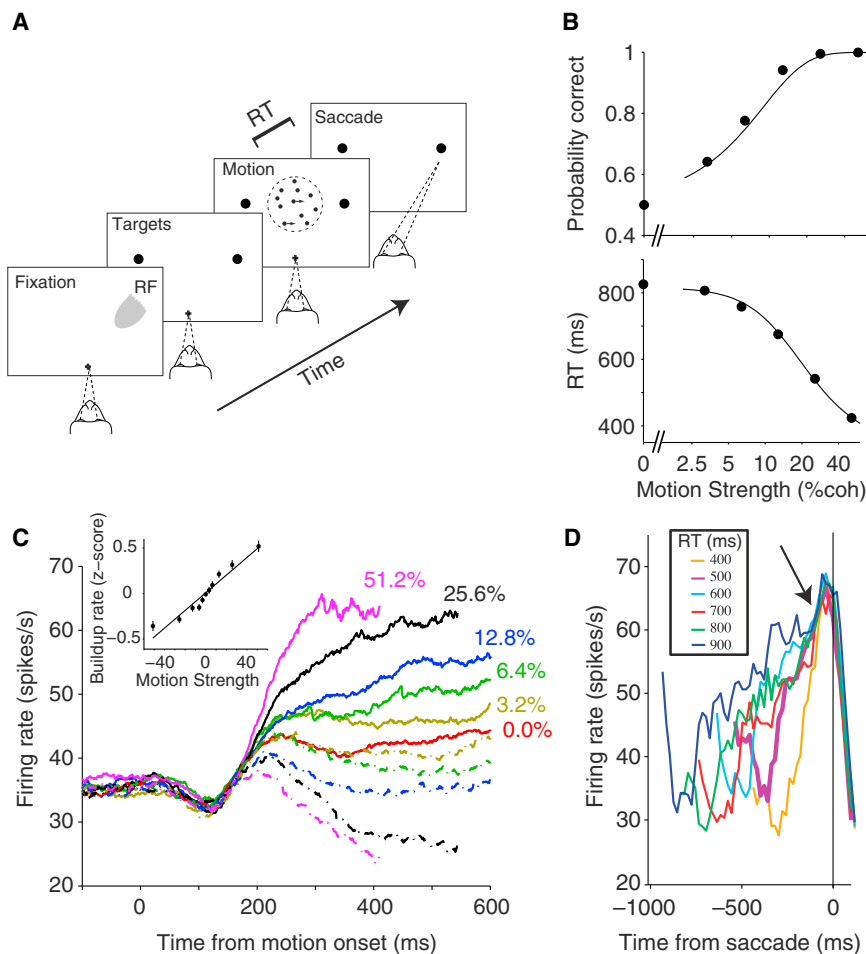 A
Fixation
RF
Targets
Motion
RT
Saccade
Time
B
Probability correct
1
0.8
0.6
0.4
RT (ms)
800
600
400
0 2.5 5 10 20 40
Motion Strength (%coh)
C
Firing rate (spikes/s)
70
60
50
40
30
20
0 200 400 600
Time from motion onset (ms)
Buildup rate (z−score)
0.5
0
−0.5
−40 0 40
Motion Strength
51.2%
25.6%
12.8%
6.4%
3.2%
0.0%
D
RT (ms)
400
500
600
700
800
900
Firing rate (spikes/s)
70
60
50
40
30
20
−1000 −500 0
Time from saccade (ms)